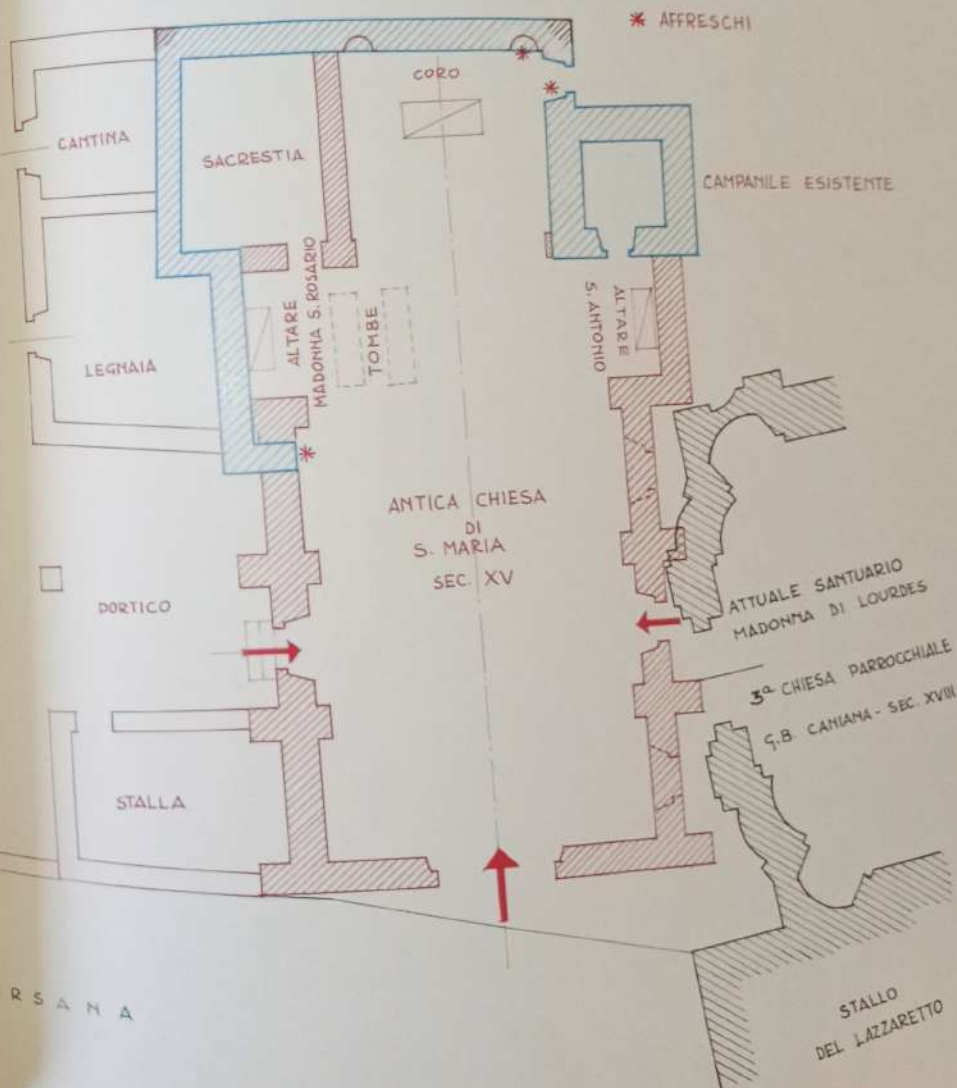 * AFFRESCHI
CORO
CANTINA
SACRESTIA
CAMPANILE ESISTENTE
ALTARE
MADONNA S. ROSARIO
TOMBE
ALTARE
S. ANTONIO
LEGNAIA
ANTICA CHIESA
DI
S. MARIA
SEC. XV
PORTICO
ATTUALE SANTUARIO
MADONNA DI LOURDES
3ª CHIESA PARROCCHIALE
G.B. CANIANA - SEC. XVIII
STALLA
RSANA
STALLO
DEL LAZZARETTO